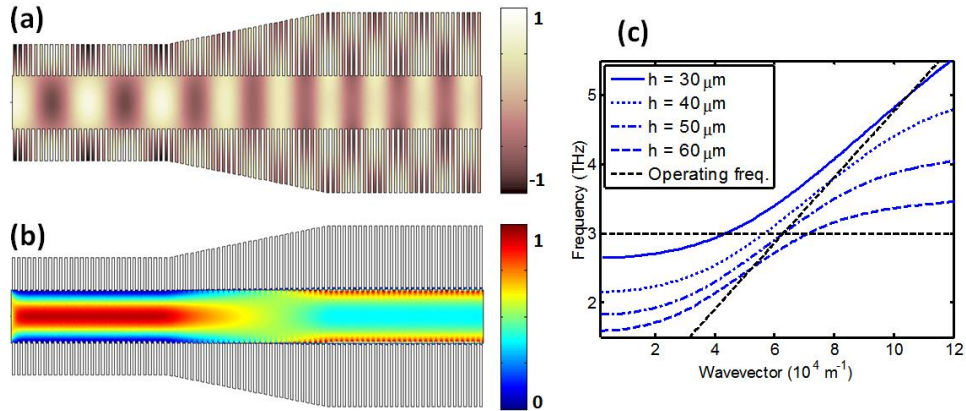 (a)
1
-1
(b)
1
0
(c)
h = 30 μm
h = 40 μm
h = 50 μm
h = 60 μm
Operating freq.
Frequency (THz)
5
4
3
2
2 4 6 8 10 12
Wavevector (10⁴ m⁻¹)